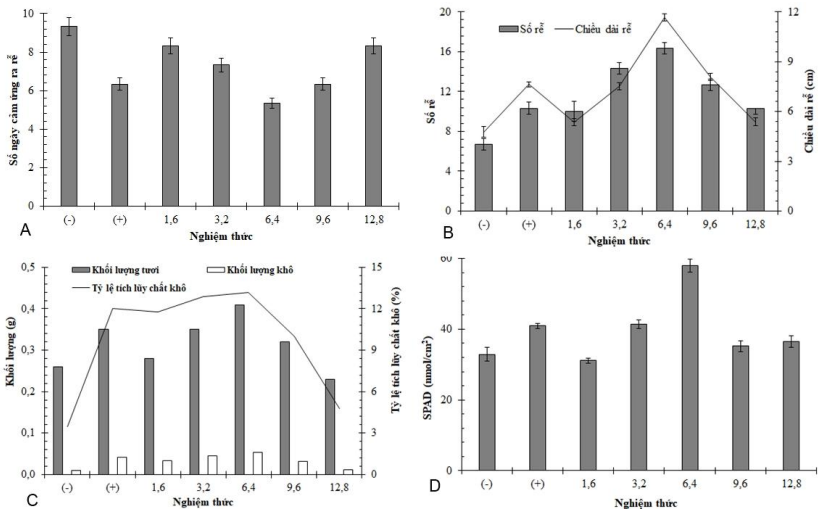 Số ngày cảm ứng ra rễ
10
8
6
4
2
0
(-) (+) 1,6 3,2 6,4 9,6 12,8
Nghiệm thức
A
Số rễ
Chiều dài rễ
Số rễ
20
16
12
8
4
0
Chiều dài rễ (cm)
12
9
6
3
0
(-) (+) 1,6 3,2 6,4 9,6 12,8
Nghiệm thức
B
Khối lượng tươi
Khối lượng khô
Tỷ lệ tích lũy chất khô
Khối lượng (g)
0,5
0,4
0,3
0,2
0,1
0,0
Tỷ lệ tích lũy chất khô (%)
15
12
9
6
3
0
(-) (+) 1,6 3,2 6,4 9,6 12,8
Nghiệm thức
C
SPAD (nmol/cm²)
60
40
20
0
(-) (+) 1,6 3,2 6,4 9,6 12,8
Nghiệm thức
D